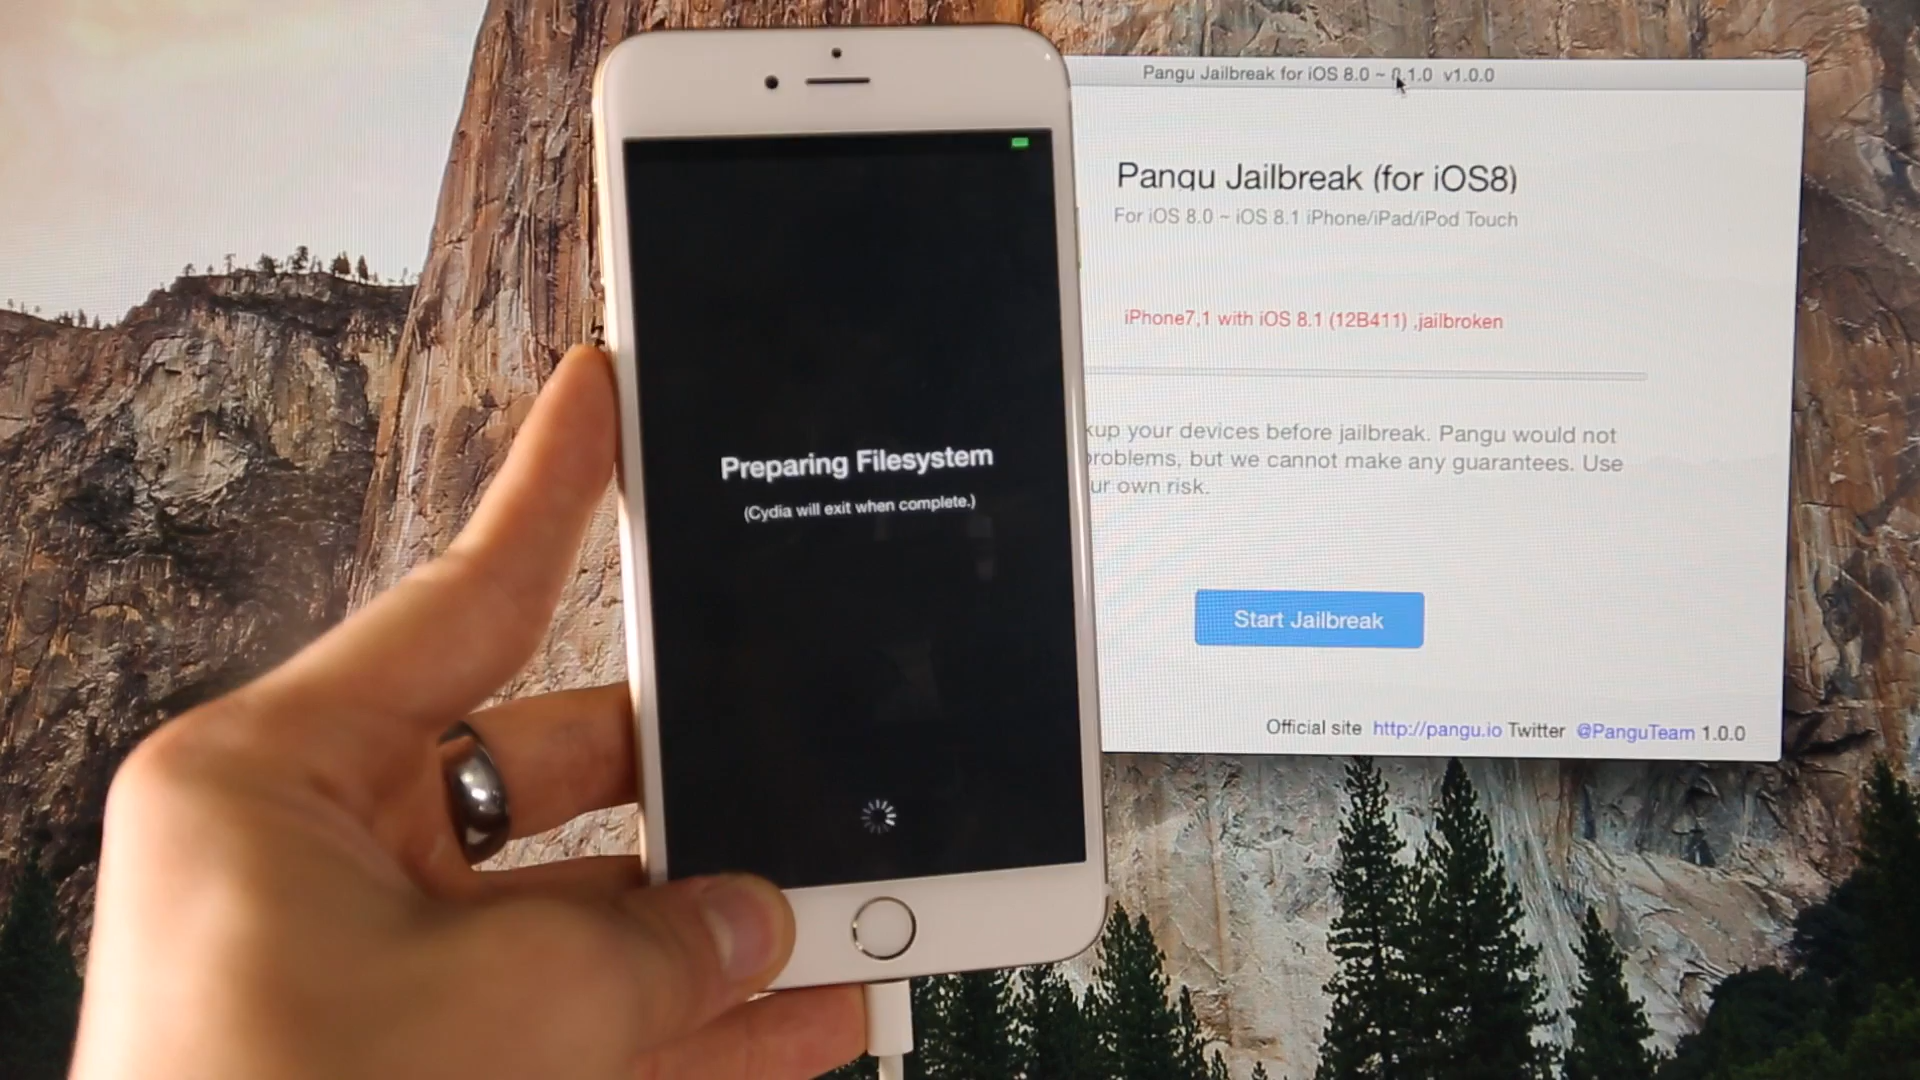 Pangu Jailbreak for iOS 8.0 ~ 8.1.0 v1.0.0
Pangu Jailbreak (for iOS8)
For iOS 8.0 ~ iOS 8.1 iPhone/iPad/iPod Touch
iPhone7,1 with iOS 8.1 (12B411) ,jailbroken
your devices before jailbreak. Pangu would not
but we cannot make any guarantees. Use
own risk.
Start Jailbreak
Official site http://pangu.io Twitter @PanguTeam 1.0.0
Preparing Filesystem
(Cydia will exit when complete.)